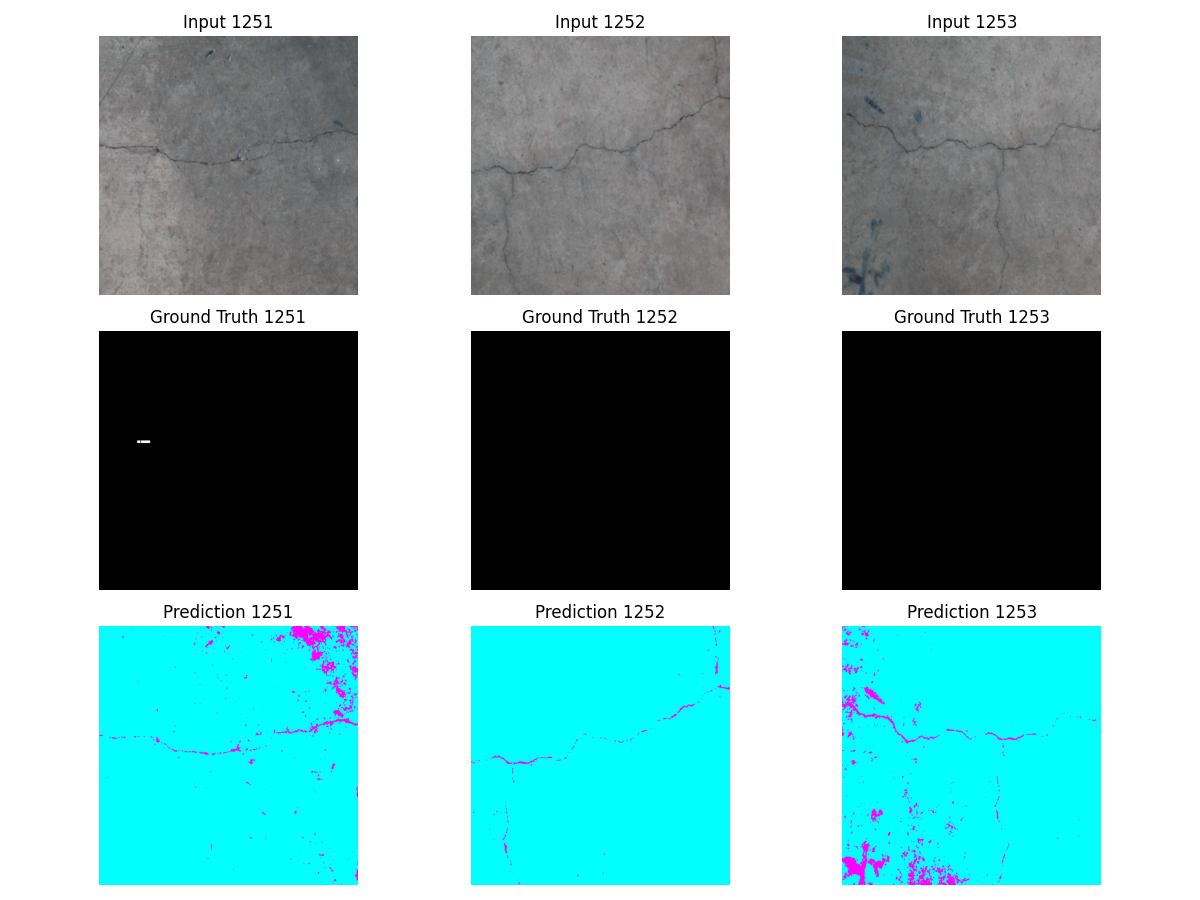 Input 1251
Input 1252
Input 1253
Ground Truth 1251
Ground Truth 1252
Ground Truth 1253
Prediction 1251
Prediction 1252
Prediction 1253